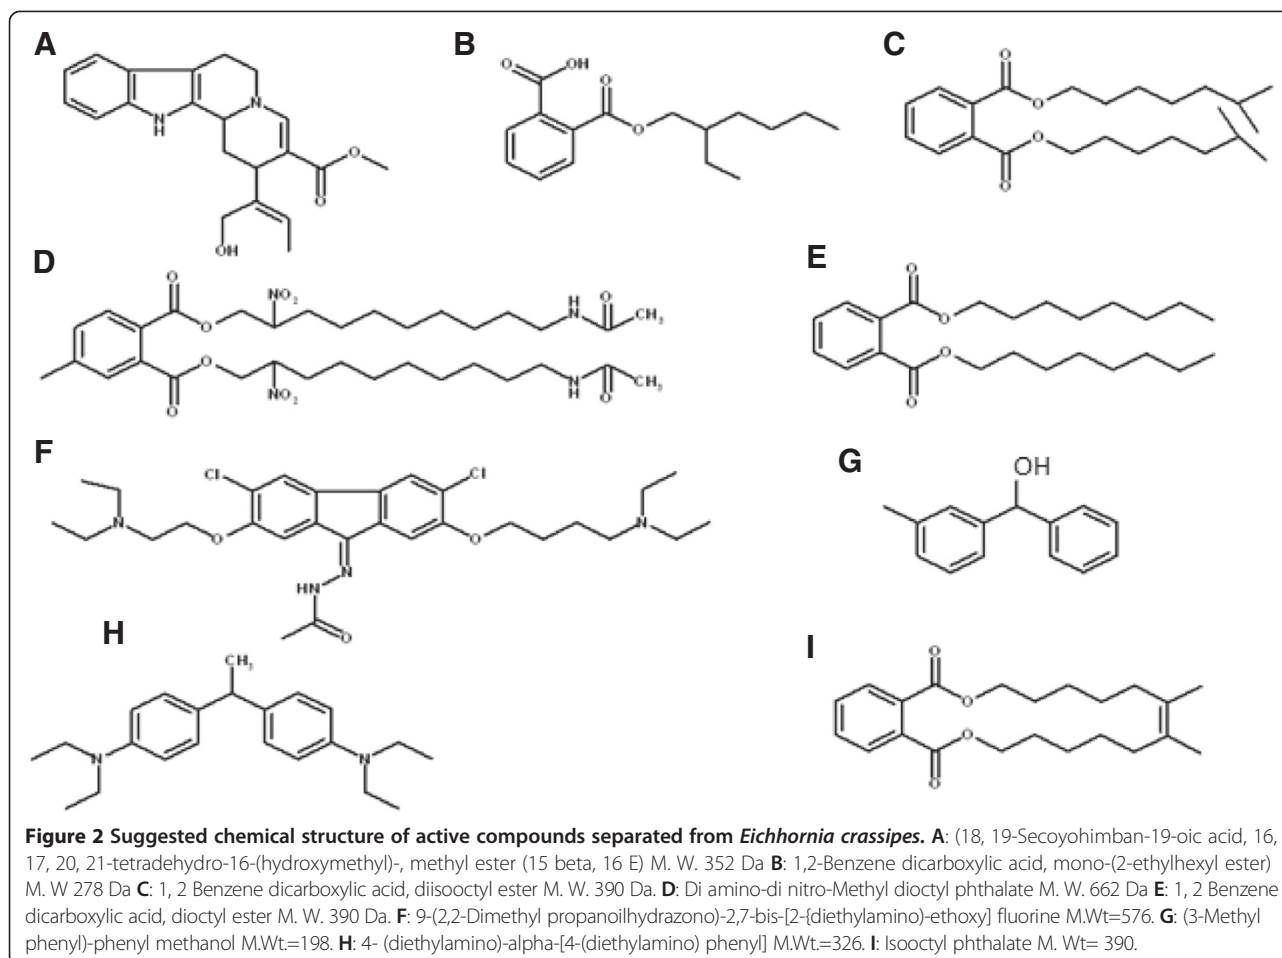 A
B
C
O
OH
O
O
O
O
O
O
N
N
H
O
O
OH
D
E
O
NO2
H
N
O
CH3
O
O
O
NO2
N
H
O
CH3
O
O
O
O
F
G
Cl
Cl
OH
N
O
O
N
N
HN
O
H
I
CH3
N
N
O
O
O
O
Figure 2 Suggested chemical structure of active compounds separated from Eichhornia crassipes. A: (18, 19-Secoyohimban-19-oic acid, 16,
17, 20, 21-tetradehydro-16-(hydroxymethyl)-, methyl ester (15 beta, 16 E) M. W. 352 Da B: 1,2-Benzene dicarboxylic acid, mono-(2-ethylhexyl ester)
M. W 278 Da C: 1, 2 Benzene dicarboxylic acid, diisooctyl ester M. W. 390 Da. D: Di amino-di nitro-Methyl dioctyl phthalate M. W. 662 Da E: 1, 2 Benzene
dicarboxylic acid, dioctyl ester M. W. 390 Da. F: 9-(2,2-Dimethyl propanoilhydrazono)-2,7-bis-[2-{diethylamino)-ethoxy] fluorine M.Wt=576. G: (3-Methyl
phenyl)-phenyl methanol M.Wt.=198. H: 4- (diethylamino)-alpha-[4-(diethylamino) phenyl] M.Wt.=326. I: Isooctyl phthalate M. Wt= 390.